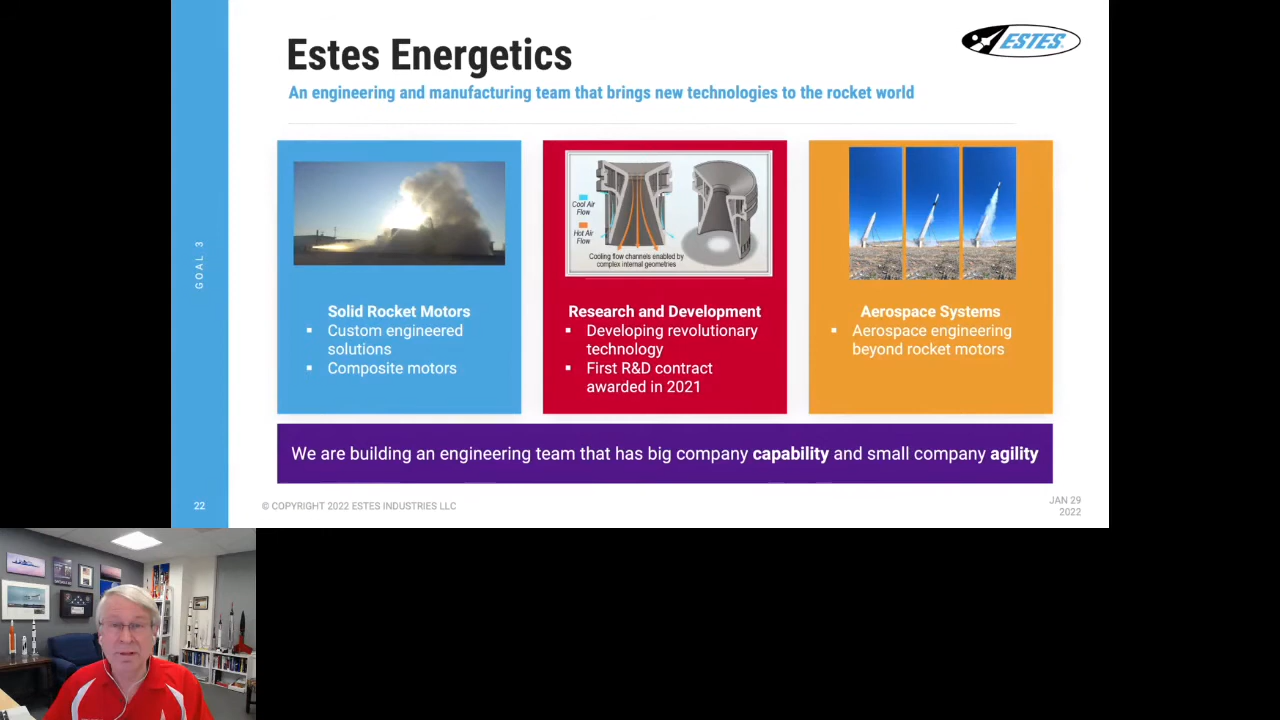 Estes Energetics
ESTES
An engineering and manufacturing team that brings new technologies to the rocket world
GOAL 3
Cool Air
Flow
Hot Air
Flow
Cooling flow channels enabled by
complex internal geometries
Solid Rocket Motors
▪ Custom engineered
solutions
▪ Composite motors
Research and Development
▪ Developing revolutionary
technology
▪ First R&D contract
awarded in 2021
Aerospace Systems
▪ Aerospace engineering
beyond rocket motors
We are building an engineering team that has big company capability and small company agility
22
© COPYRIGHT 2022 ESTES INDUSTRIES LLC
JAN 29
2022